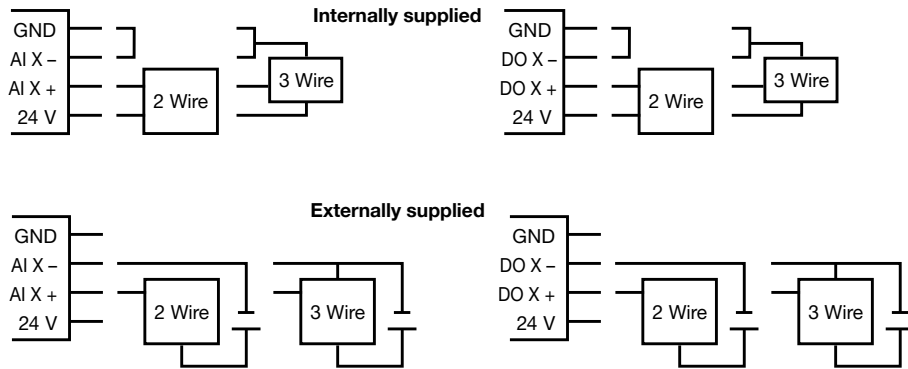 Internally supplied
GND
AI X –
AI X +
24 V
2 Wire
3 Wire
GND
DO X –
DO X +
24 V
2 Wire
3 Wire
Externally supplied
GND
AI X –
AI X +
24 V
2 Wire
3 Wire
GND
DO X –
DO X +
24 V
2 Wire
3 Wire